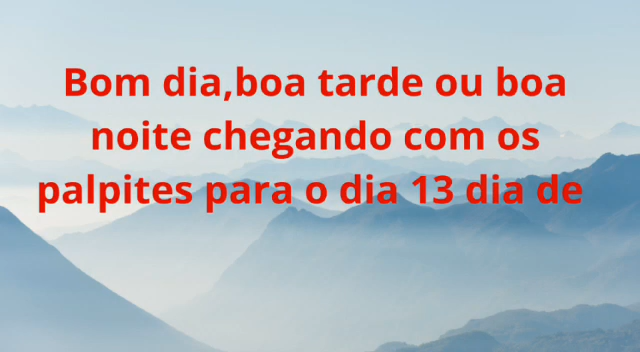 Bom dia,boa tarde ou boa
noite chegando com os
palpites para o dia 13 dia de